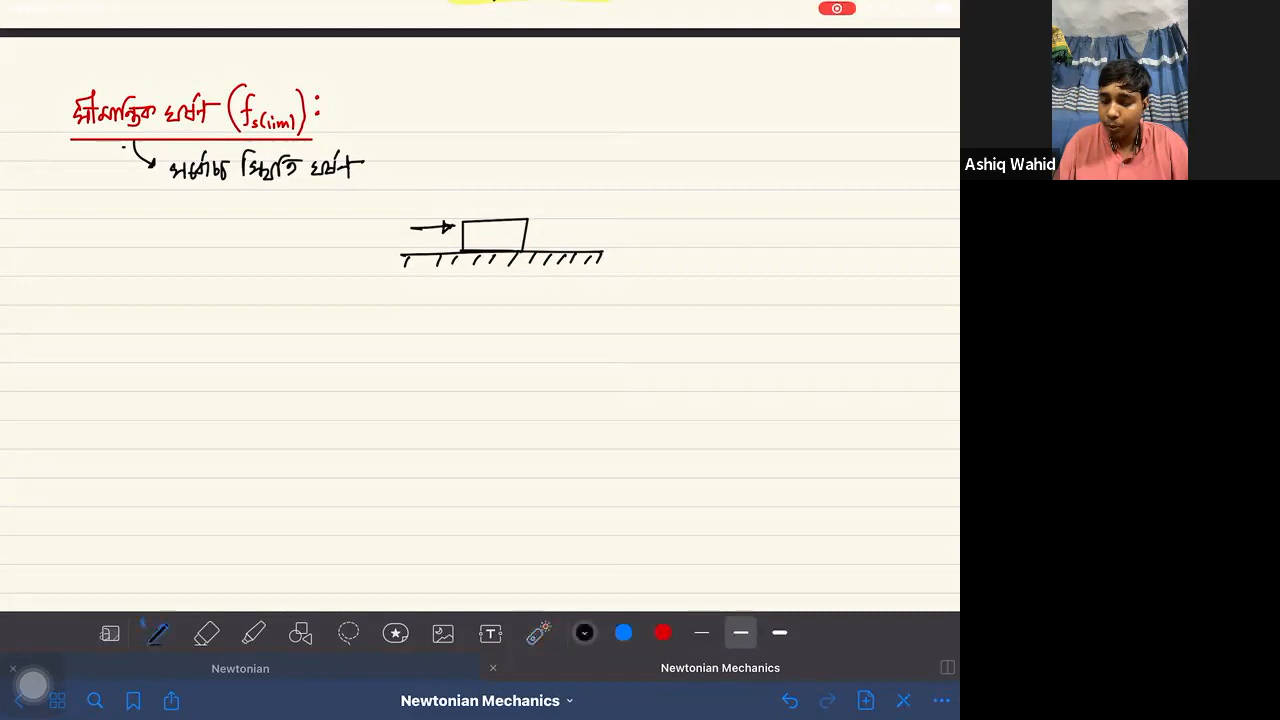 সীমান্তিক ঘর্ষণ (fs(lim)) :
সর্বোচ্চ স্থিতি ঘর্ষণ
Ashiq Wahid
T
Newtonian
Newtonian Mechanics
Newtonian Mechanics